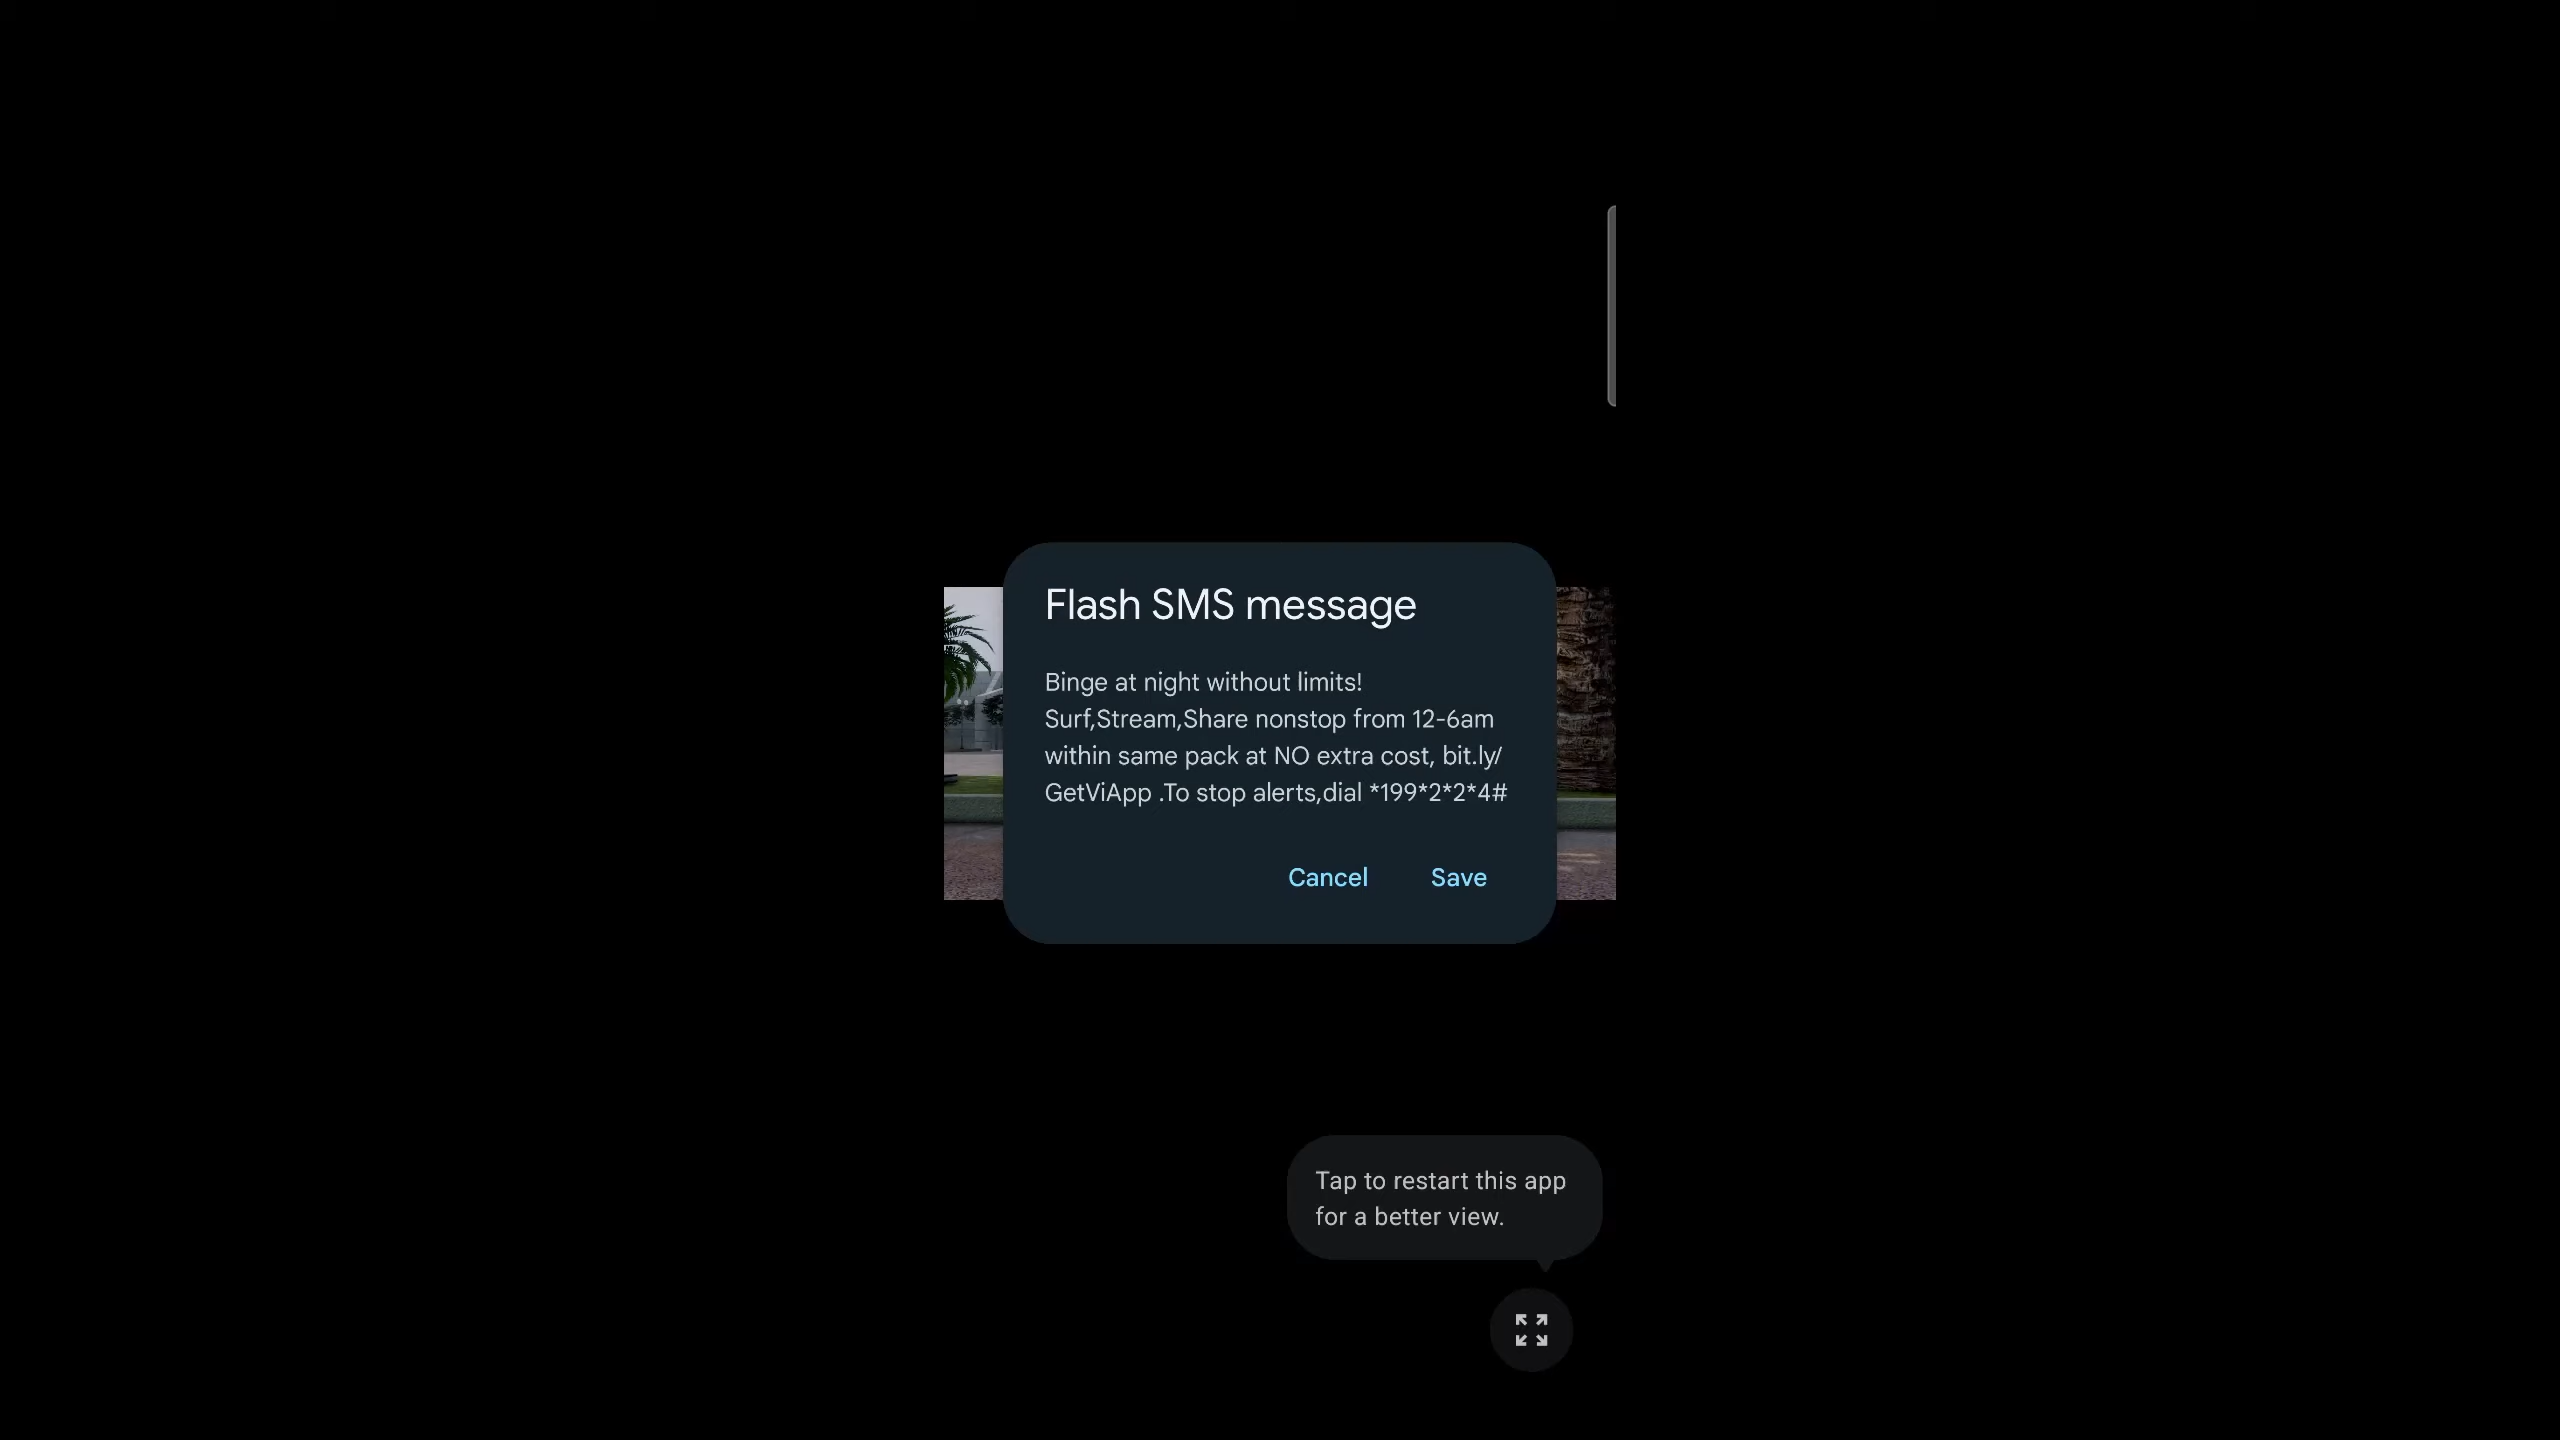 Flash SMS message
Binge at night without limits!
Surf,Stream,Share nonstop from 12-6am
within same pack at NO extra cost, bit.ly/
GetViApp .To stop alerts,dial *199*2*2*4#
Cancel Save
Tap to restart this app
for a better view.